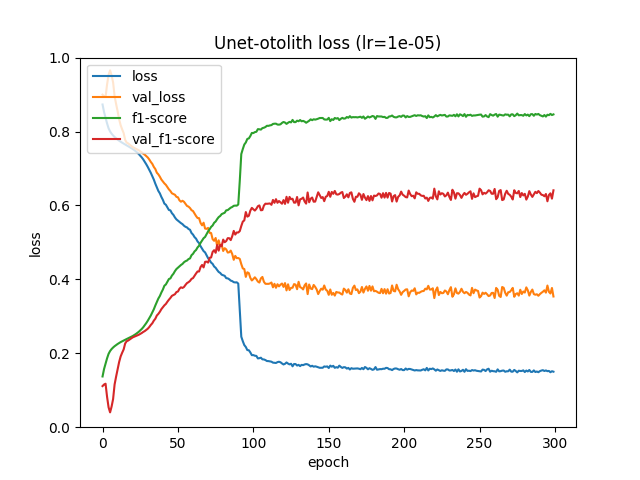 Unet-otolith loss (lr=1e-05)
loss
val_loss
f1-score
val_f1-score
1.0
0.8
0.6
0.4
0.2
0.0
loss
0 50 100 150 200 250 300
epoch